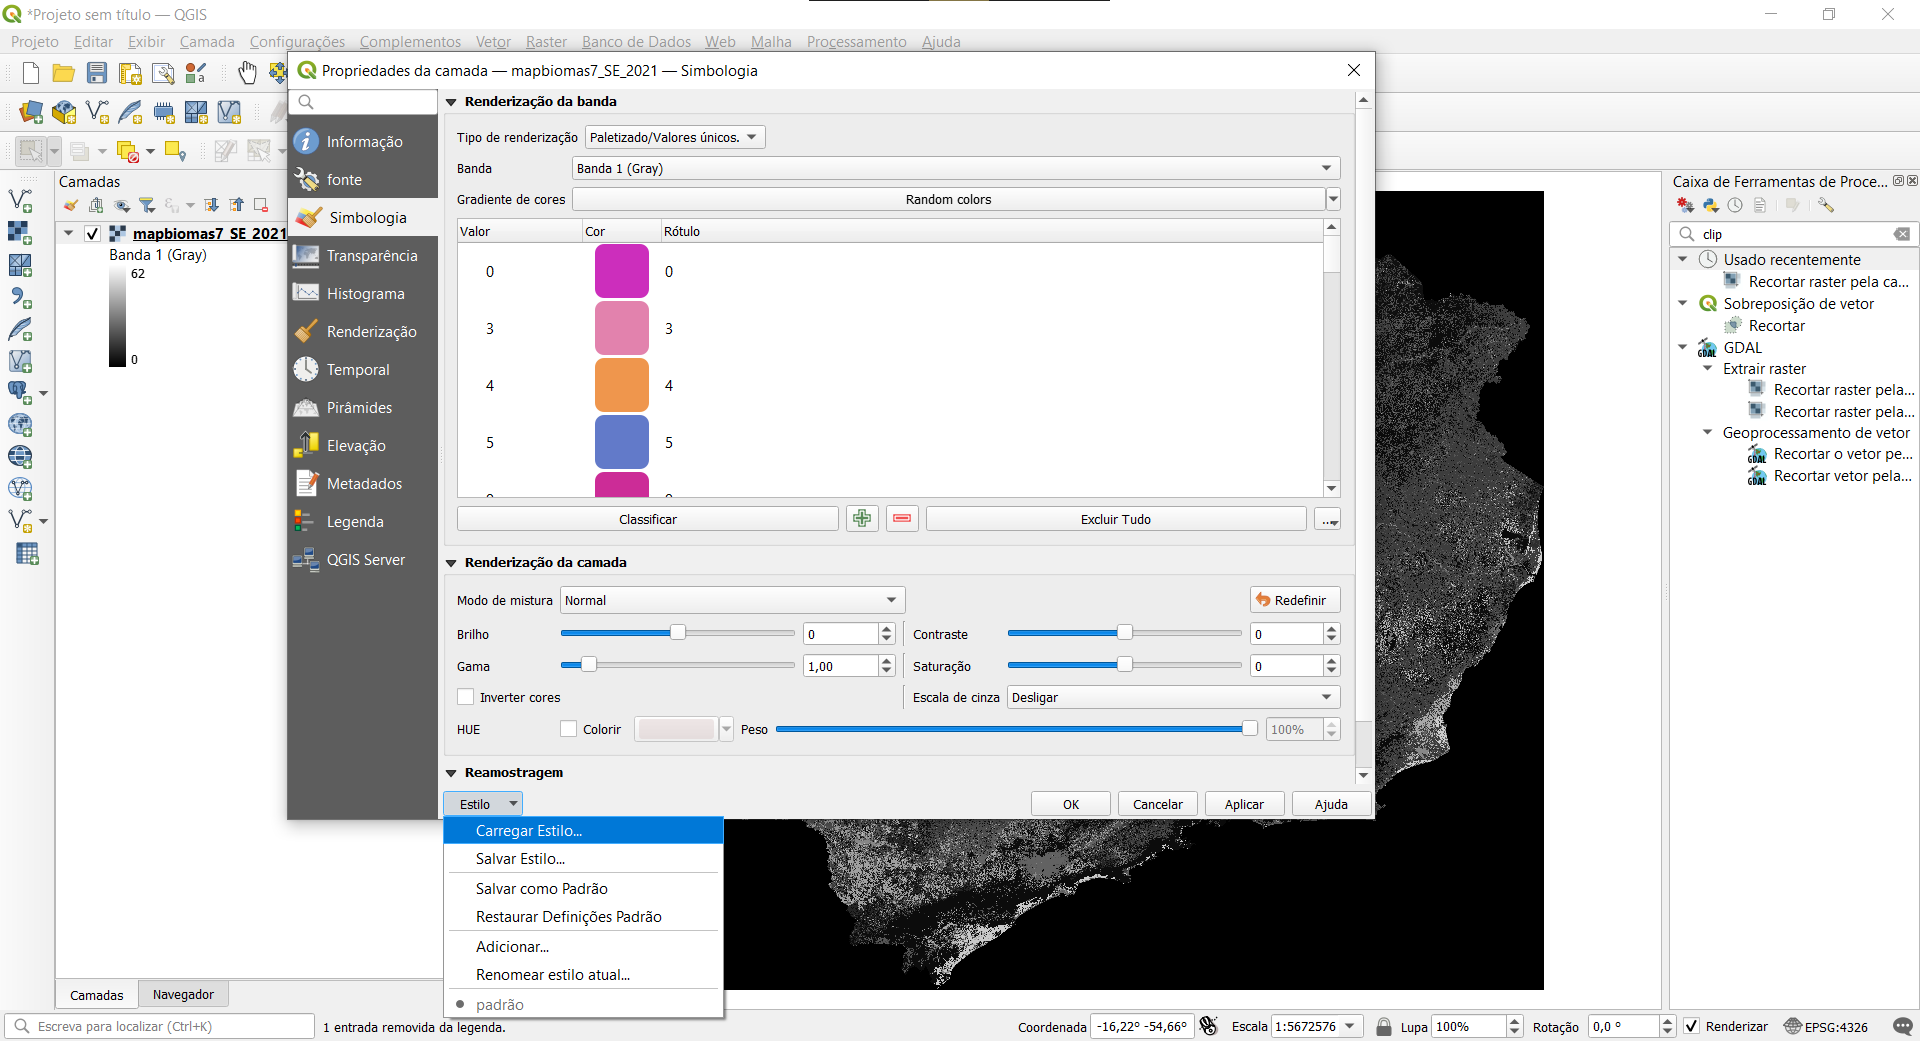 *Projeto sem título — QGIS
Projeto Editar Exibir Camada Configurações Complementos Vetor Raster Banco de Dados Web Malha Processamento Ajuda
Propriedades da camada — mapbiomas7_SE_2021 — Simbologia
Informação
fonte
Simbologia
Transparência
Histograma
Renderização
Temporal
Pirâmides
Elevação
Metadados
Legenda
QGIS Server
Renderização da banda
Tipo de renderização Paletizado/Valores únicos.
Banda Banda 1 (Gray)
Gradiente de cores Random colors
Valor Cor Rótulo
0 0
3 3
4 4
5 5
Classificar Excluir Tudo ...
Renderização da camada
Modo de mistura Normal Redefinir
Brilho 0 Contraste 0
Gama 1,00 Saturação 0
Inverter cores Escala de cinza Desligar
HUE Colorir Peso 100%
Reamostragem
Estilo OK Cancelar Aplicar Ajuda
Carregar Estilo...
Salvar Estilo...
Salvar como Padrão
Restaurar Definições Padrão
Adicionar...
Renomear estilo atual...
padrão
Camadas
mapbiomas7_SE_2021
Banda 1 (Gray)
62
0
Camadas Navegador
Caixa de Ferramentas de Proce...
clip
Usado recentemente
Recortar raster pela ca...
Sobreposição de vetor
Recortar
GDAL
Extrair raster
Recortar raster pela...
Recortar raster pela...
Geoprocessamento de vetor
GDAL Recortar o vetor pe...
GDAL Recortar vetor pela...
Escreva para localizar (Ctrl+K) 1 entrada removida da legenda. Coordenada -16,22° -54,66° Escala 1:5672576 Lupa 100% Rotação 0,0 ° Renderizar EPSG:4326